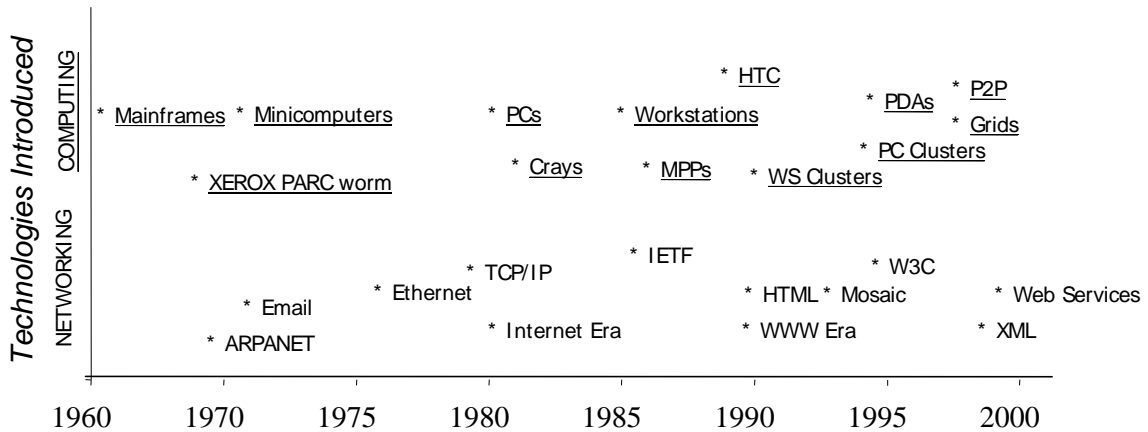 Technologies Introduced
COMPUTING
NETWORKING
* HTC
* P2P
* PDAs
* Mainframes * Minicomputers * PCs * Workstations
* Grids
* PC Clusters
* Crays * MPPs
* WS Clusters
* XEROX PARC worm
* IETF
* W3C
* TCP/IP
* Ethernet * HTML * Mosaic * Web Services
* Email
* Internet Era * WWW Era * XML
* ARPANET
1960 1970 1975 1980 1985 1990 1995 2000